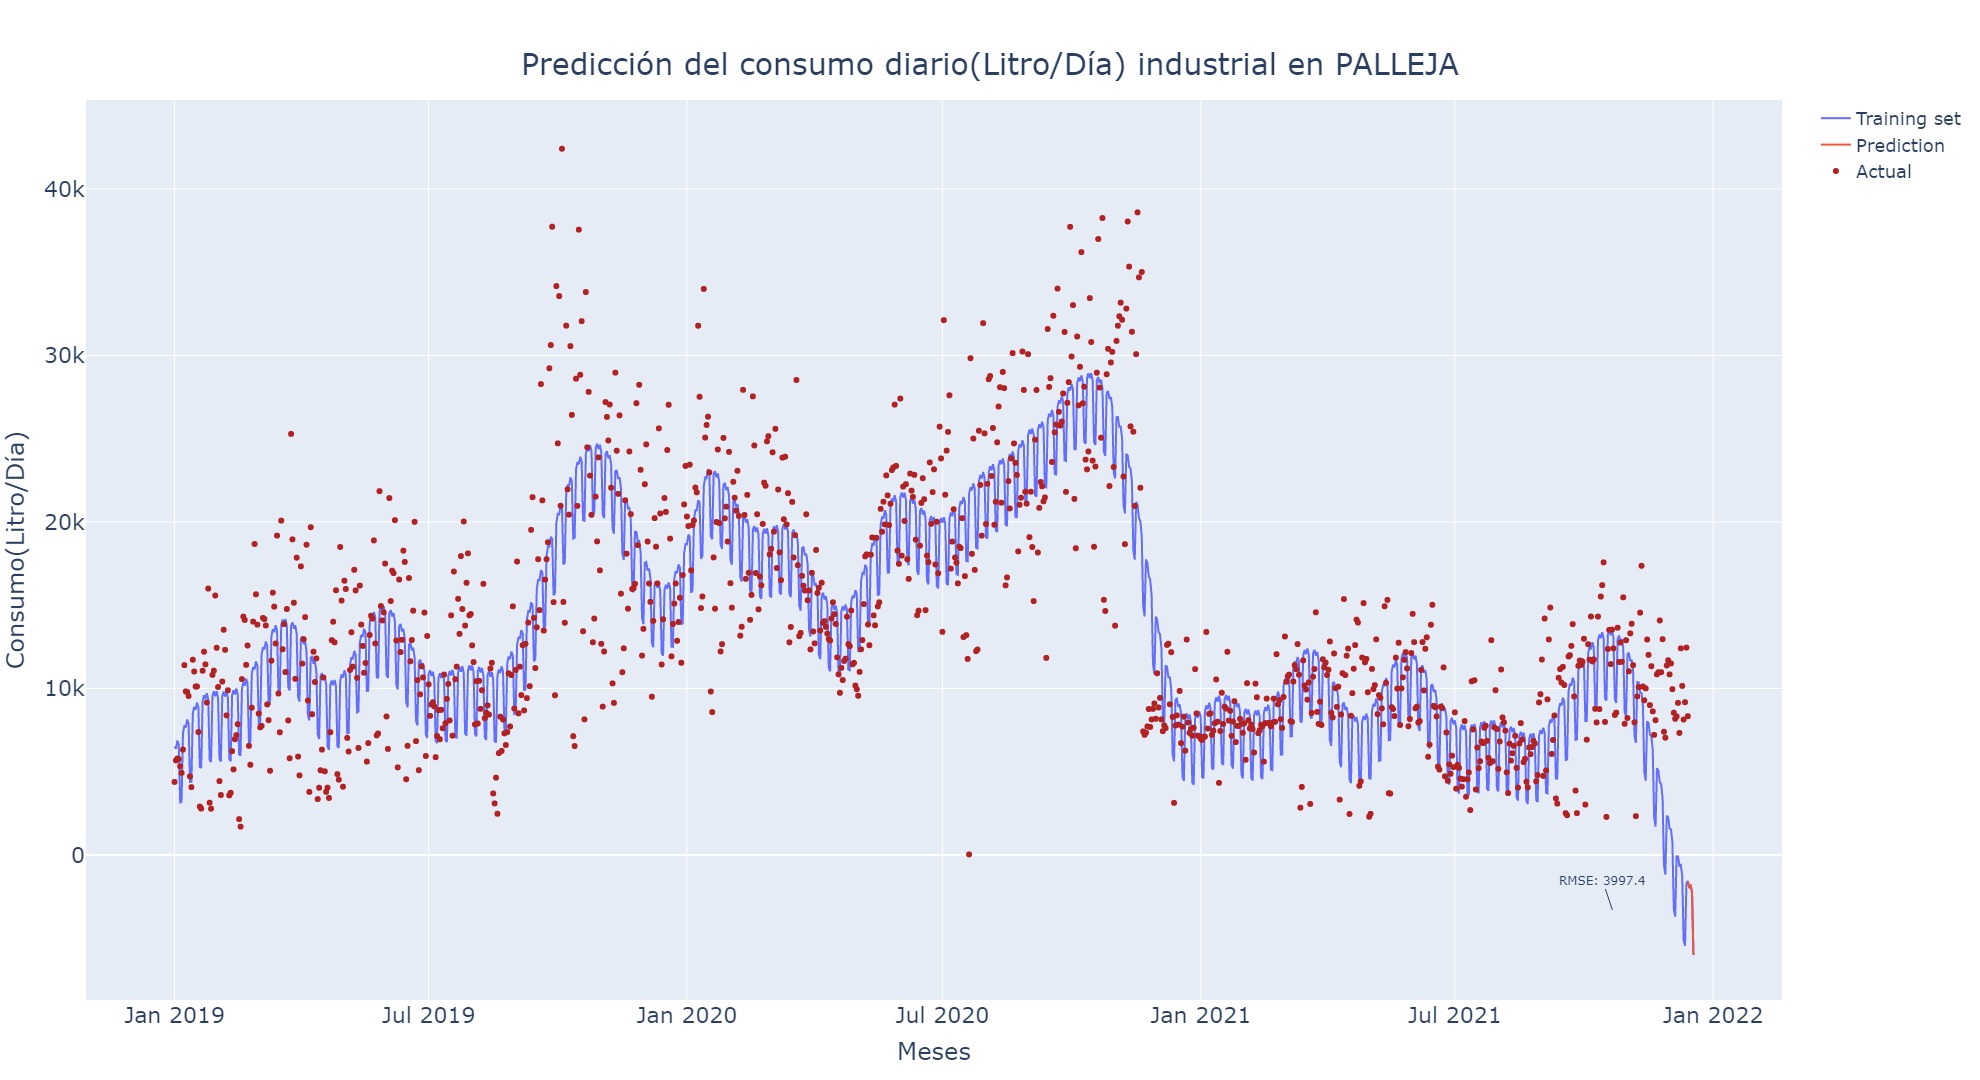 Predicción del consumo diario(Litro/Día) industrial en PALLEJA
Training set
Prediction
Actual
Consumo(Litro/Día)
40k
30k
20k
10k
0
RMSE: 3997.4
Jan 2019
Jul 2019
Jan 2020
Jul 2020
Jan 2021
Jul 2021
Jan 2022
Meses